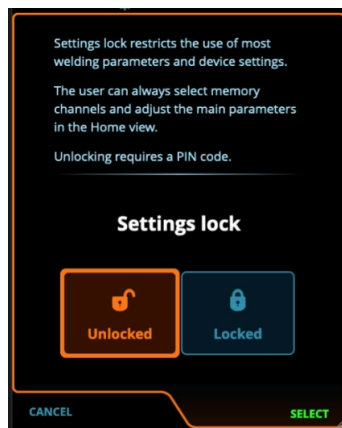 Settings lock restricts the use of most
welding parameters and device settings.
The user can always select memory
channels and adjust the main parameters
in the Home view.
Unlocking requires a PIN code.
Settings lock
Unlocked
Locked
CANCEL
SELECT